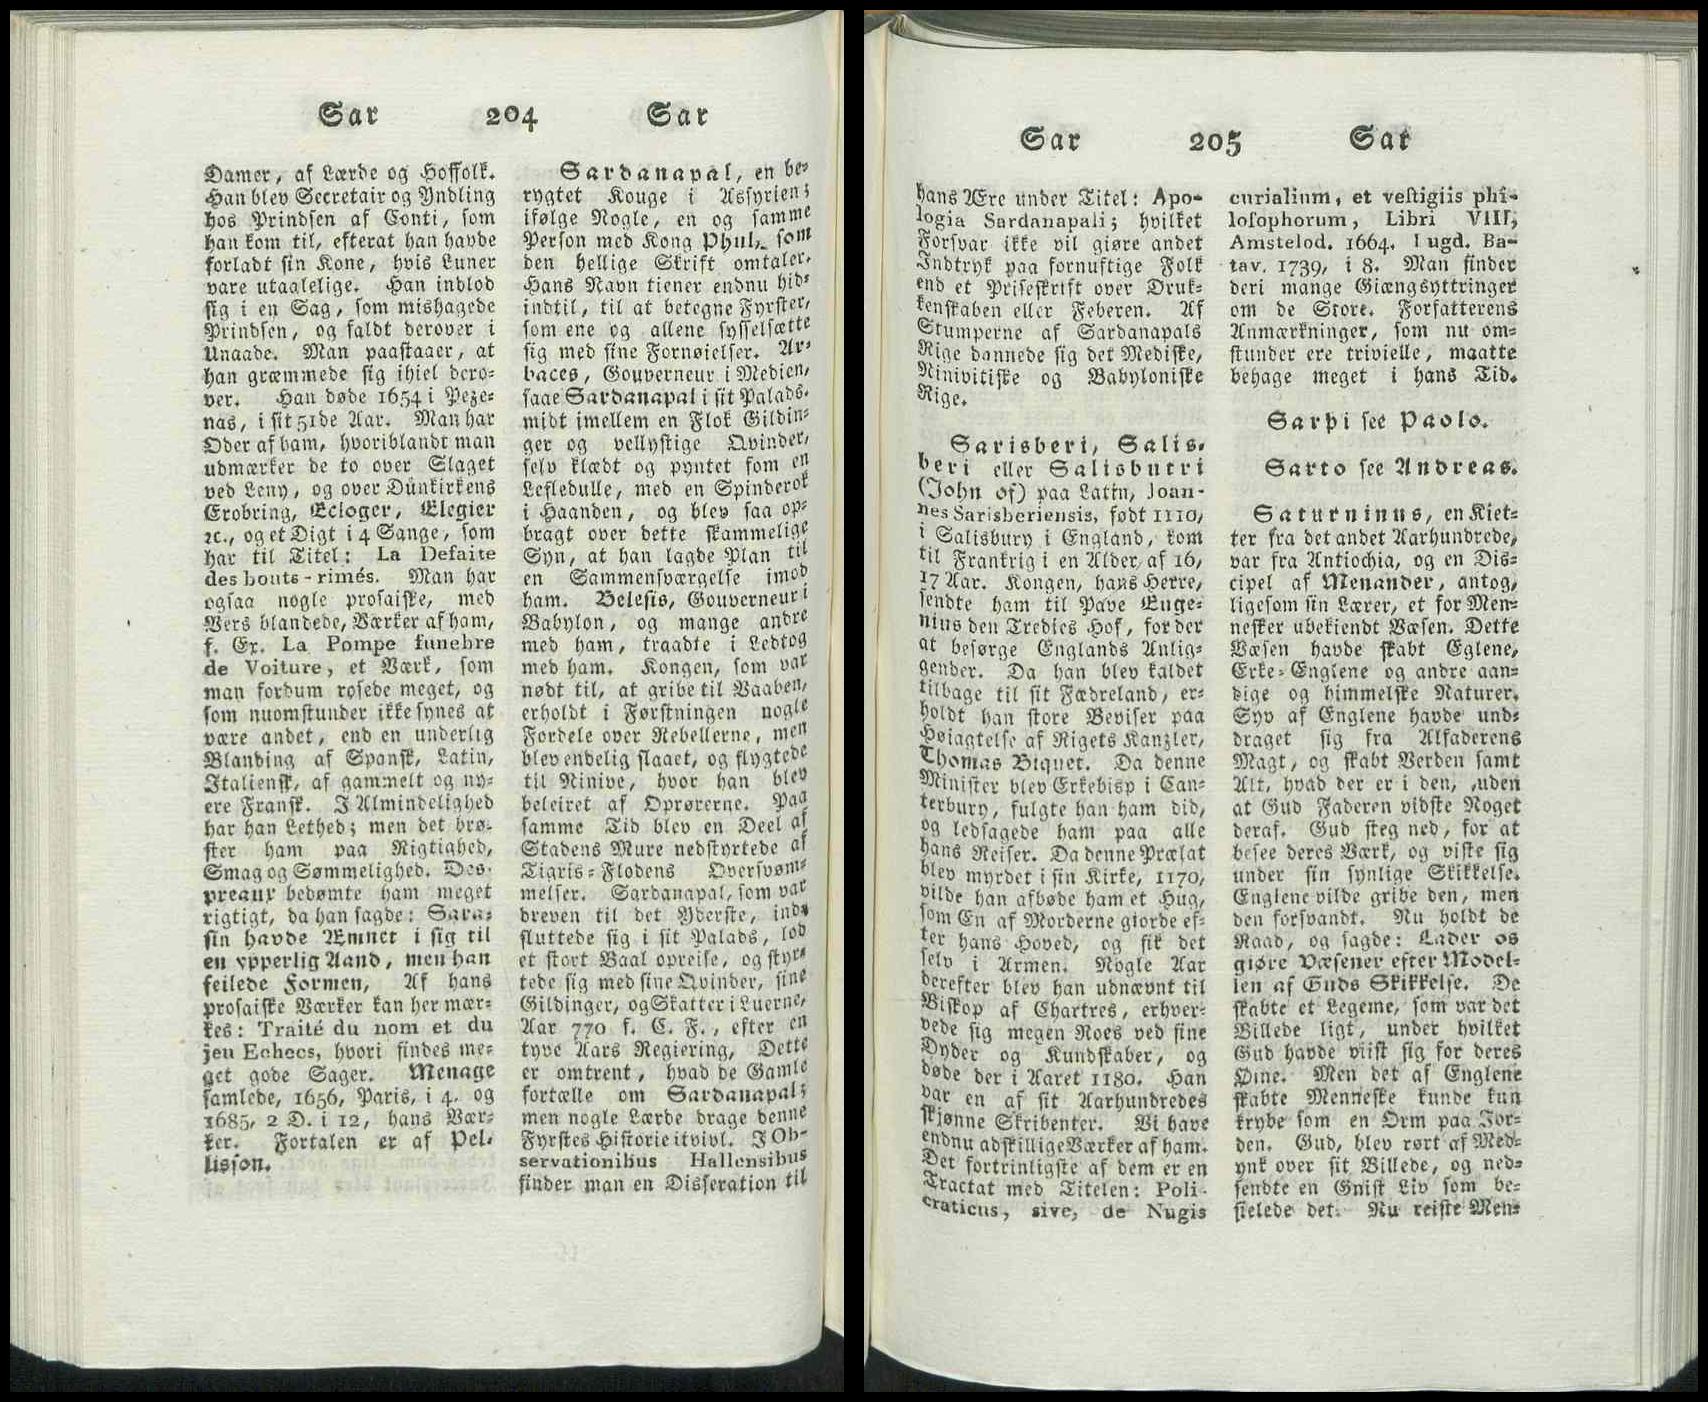 Sar 204 Sar
Damer, af Lærde og Hoffolk.
Han blev Secretair og Yndling
hos Prindsen af Conti, som
han kom til, efterat han havde
forladt sin Kone, hvis Luner
vare utaalelige. Han indlod
sig i en Sag, som mishagede
Prindsen, og faldt derover i
Unaade. Man paastaaer, at
han græmmede sig ihiel dero-
ver. Han døde 1654 i Peze-
nas, i sit 51de Aar. Man har
Oder af ham, hvoriblandt man
udmærker de to over Slaget
ved Leny, og over Dünkirkens
Erobring, Ecloger, Elegier
rc., og et Digt i 4 Sange, som
har til Titel: La Defaite
des bouts-rimés. Man har
ogsaa nogle prosaiske, med
Vers blandede, Værker af ham,
f. Ex. La Pompe funebre
de Voiture, et Værk, som
man fordum rosede meget, og
som nuomstunder ikke synes at
være andet, end en underlig
Blanding af Spansk, Latin,
Italiensk, af gammelt og ny-
ere Fransk. I Almindelighed
har han Lethed; men det brø-
ster ham paa Rigtighed,
Smag og Sømmelighed. Des-
preaux bedømte ham meget
rigtigt, da han sagde: Sara-
sin havde Æmnet i sig til
en ypperlig Aand, men han
feilede Formen, Af hans
prosaiske Værker kan her mær-
kes: Traité du nom et du
jeu Echecs, hvori findes me-
get gode Sager. Menage
samlede, 1656, Paris, i 4. og
1685, 2 D. i 12, hans Vær-
ker. Fortalen er af Pel-
lisson.
Sardanapal, en be-
rygtet Konge i Assyrien;
ifølge Nogle, en og samme
Person med Kong Phul, som
den hellige Skrift omtaler.
Hans Navn tiener endnu hid-
indtil, til at betegne Fyrster,
som ene og allene sysselsætte
sig med sine Fornøielser. Ar-
baces, Gouverneur i Medien,
saae Sardanapal i sit Palads.
midt imellem en Flok Gildin-
ger og vellystige Qvinder,
selv klædt og pyntet som en
Lefledulle, med en Spinderok
i Haanden, og blev saa op-
bragt over dette skammelige
Syn, at han lagde Plan til
en Sammensværgelse imod
ham. Belesis, Gouverneur i
Babylon, og mange andre
med ham, traadte i Ledtog
med ham. Kongen, som var
nødt til, at gribe til Vaaben,
erholdt i Førstningen nogle
Fordele over Rebellerne, men
blev endelig slaaet, og flygtede
til Ninive, hvor han blev
beleiret af Oprørerne. Paa
samme Tid blev en Deel af
Stadens Mure nedstyrtede af
Tigris-Flodens Oversvøm-
melser. Sardanapal, som var
dreven til det Yderste, ind-
sluttede sig i sit Palads, lod
et stort Baal opreise, og styr-
tede sig med sine Qvinder, sine
Gildinger, og Skatter i Luerne,
Aar 770 f. C. F., efter en
tyve Aars Regiering, Dette
er omtrent, hvad de Gamle
fortælle om Sardanapal;
men nogle Lærde drage denne
Fyrstes Historie itvivl. I Ob-
servationibus Hallensibus
finder man en Disseration til
Sar 205 Sat
hans Ære under Titel: Apo-
logia Sardanapali; hvilket
Forsvar ikke vil giøre andet
Indtryk paa fornuftige Folk
end et Priseskrift over Druk-
kenskaben eller Feberen. Af
Stumperne af Sardanapals
Rige dannede sig det Mediske,
Ninivitiske og Babyloniske
Rige.
Sarisberi, Salis-
beri eller Salisbutri
(John of) paa Latin, Joan-
nes Sarisberiensis, født 1110,
i Salisbury i England, kom
til Frankrig i en Alder, af 16,
17 Aar. Kongen, hans Herre,
sendte ham til Pave Euge-
nius den Tredies Hof, for der
at besørge Englands Anlig-
gender. Da han blev kaldet
tilbage til sit Fædreland, er-
holdt han store Beviser paa
Høiagtelse af Rigets Kanzler,
Thomas Biquet. Da denne
Minister blev Erkebisp i Can-
terbury, fulgte han ham did,
og ledsagede ham paa alle
hans Reiser. Da denne Prælat
blev myrdet i sin Kirke, 1170,
vilde han afbøde ham et Hug,
som En af Morderne giorde ef-
ter hans Hoved, og fik det
selv i Armen. Nogle Aar
derefter blev han udnævnt til
Biskop af Chartres, erhver-
vede sig megen Roes ved sine
Dyder og Kundskaber, og
døde der i Aaret 1180. Han
var en af sit Aarhundredes
skjønne Skribenter. Vi have
endnu adskillige Værker af ham.
Det fortrinligste af dem er en
Tractat med Titelen: Poli-
craticus, sive, de Nugis
curialium, et vestigiis phi-
losophorum, Libri VIII,
Amstelod. 1664. Lugd. Ba-
tav. 1739, i 8. Man finder
deri mange Giængsyttringer
om de Store. Forfatterens
Anmærkninger, som nu om-
stunder ere trivielle, maatte
behage meget i hans Tid.
Sarpi see Paolo.
Sarto see Andreas.
Saturninus, en Kiet-
ter fra det andet Aarhundrede,
var fra Antiochia, og en Dis-
cipel af Menander, antog,
ligesom sin Lærer, et for Men-
nesker ubekiendt Væsen. Dette
Væsen havde skabt Eglene,
Erke-Englene og andre aan-
dige og himmelske Naturer.
Syv af Englene havde und-
draget sig fra Alfaderens
Magt, og skabt Verden samt
Alt, hvad der er i den, uden
at Gud Faderen vidste Noget
deraf. Gud steg ned, for at
besee deres Værk, og viste sig
under sin synlige Skikkelse.
Englene vilde gribe den, men
den forsvandt. Nu holdt de
Raad, og sagde: Lader os
giøre Væsener efter Model-
len af Guds Skikkelse. De
skabte et Legeme, som var det
Billede ligt, under hvilket
Gud havde viist sig for deres
Øine. Men det af Englene
skabte Menneske kunde kun
krybe som en Orm paa Jor-
den. Gud, blev rørt af Med-
ynk over sit Billede, og ned-
sendte en Gnist Liv som be-
sielede det. Nu reiste Men-